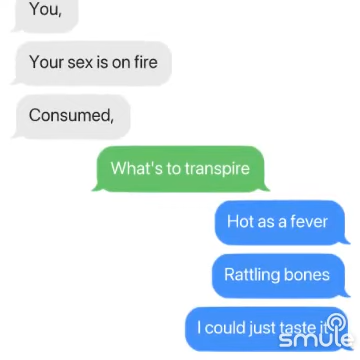 You,
Your sex is on fire
Consumed,
What's to transpire
Hot as a fever
Rattling bones
I could just taste it
smule